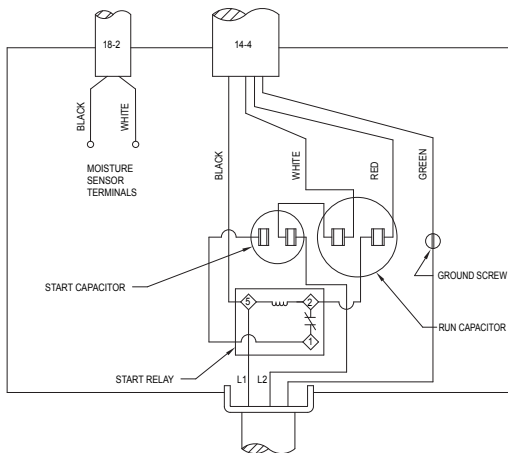 18-2
14-4
BLACK
WHITE
BLACK
WHITE
RED
GREEN
MOISTURE
SENSOR
TERMINALS
START CAPACITOR
GROUND SCREW
RUN CAPACITOR
5
2
1
START RELAY
L1
L2